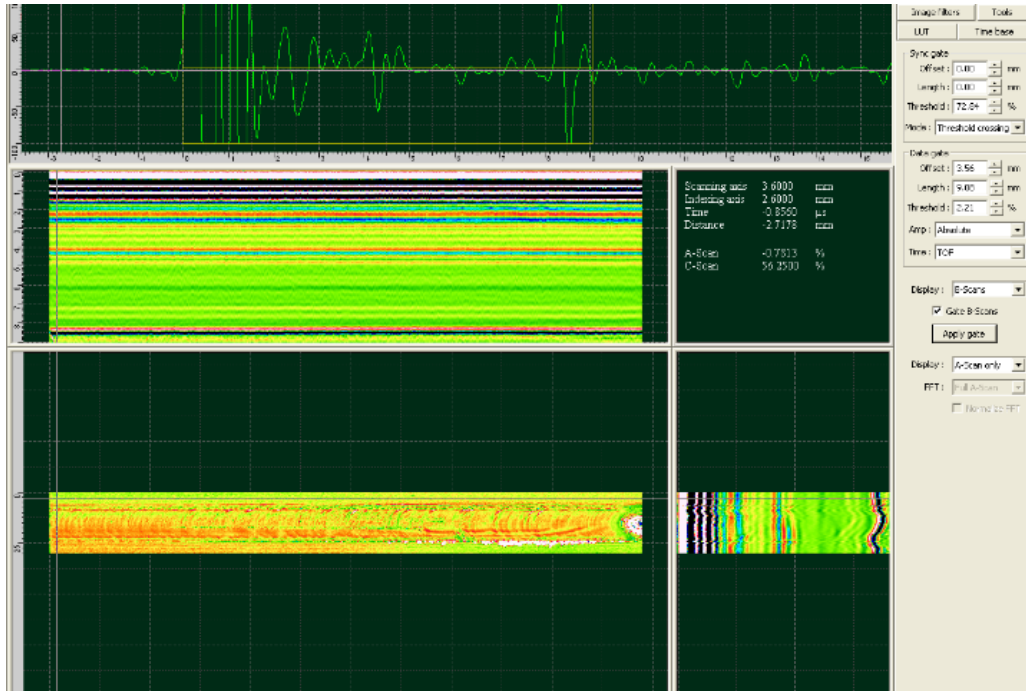 Image filters Tools
LUT Time base
Sync gate
Offset : 0.00 mm
Length : 0.00 mm
Threshold : 72.84 %
Mode : Threshold crossing
Data gate
Offset : 3.56 mm
Length : 9.08 mm
Threshold : 2.21 %
Amp : Absolute
Time : TOF
Display : B-Scans
Gate B-Scans
Apply gate
Display : A-Scan only
FFT : Full A-Scan
Normalize FFT
Scanning axis 3.6000 mm
Indexing axis 2.6000 mm
Time -0.8560 µs
Distance -2.7178 mm
A-Scan -0.7813 %
C-Scan 56.2500 %